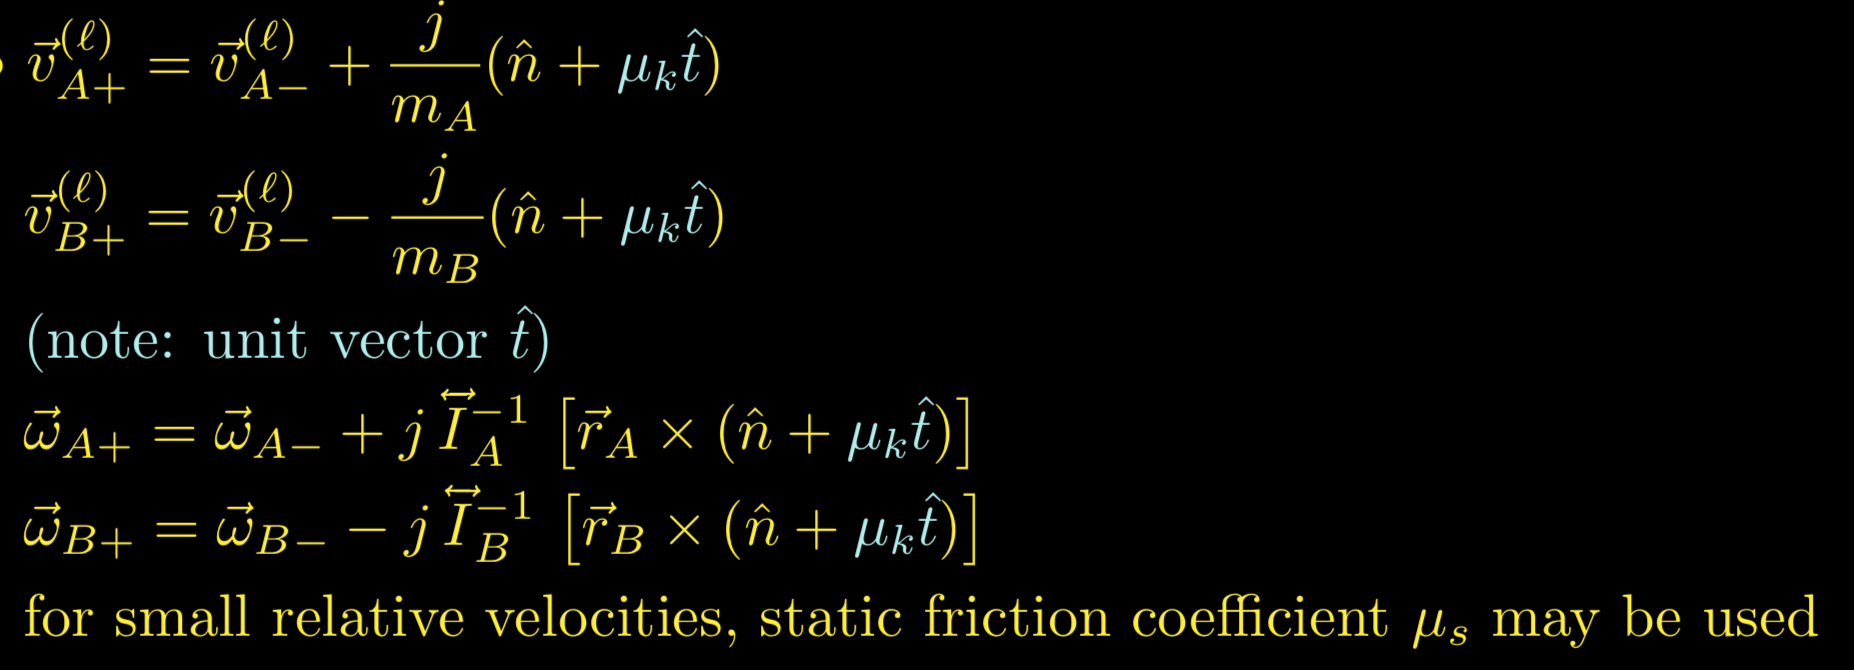 $\vec{v}_{A+}^{(\ell)} = \vec{v}_{A-}^{(\ell)} + \frac{j}{m_A}(\hat{n} + \mu_k \hat{t})$
$\vec{v}_{B+}^{(\ell)} = \vec{v}_{B-}^{(\ell)} - \frac{j}{m_B}(\hat{n} + \mu_k \hat{t})$
(note: unit vector $\hat{t}$)
$\vec{\omega}_{A+} = \vec{\omega}_{A-} + j \overleftrightarrow{I}_A^{-1} \left[\vec{r}_A \times (\hat{n} + \mu_k \hat{t})\right]$
$\vec{\omega}_{B+} = \vec{\omega}_{B-} - j \overleftrightarrow{I}_B^{-1} \left[\vec{r}_B \times (\hat{n} + \mu_k \hat{t})\right]$
for small relative velocities, static friction coefficient $\mu_s$ may be used